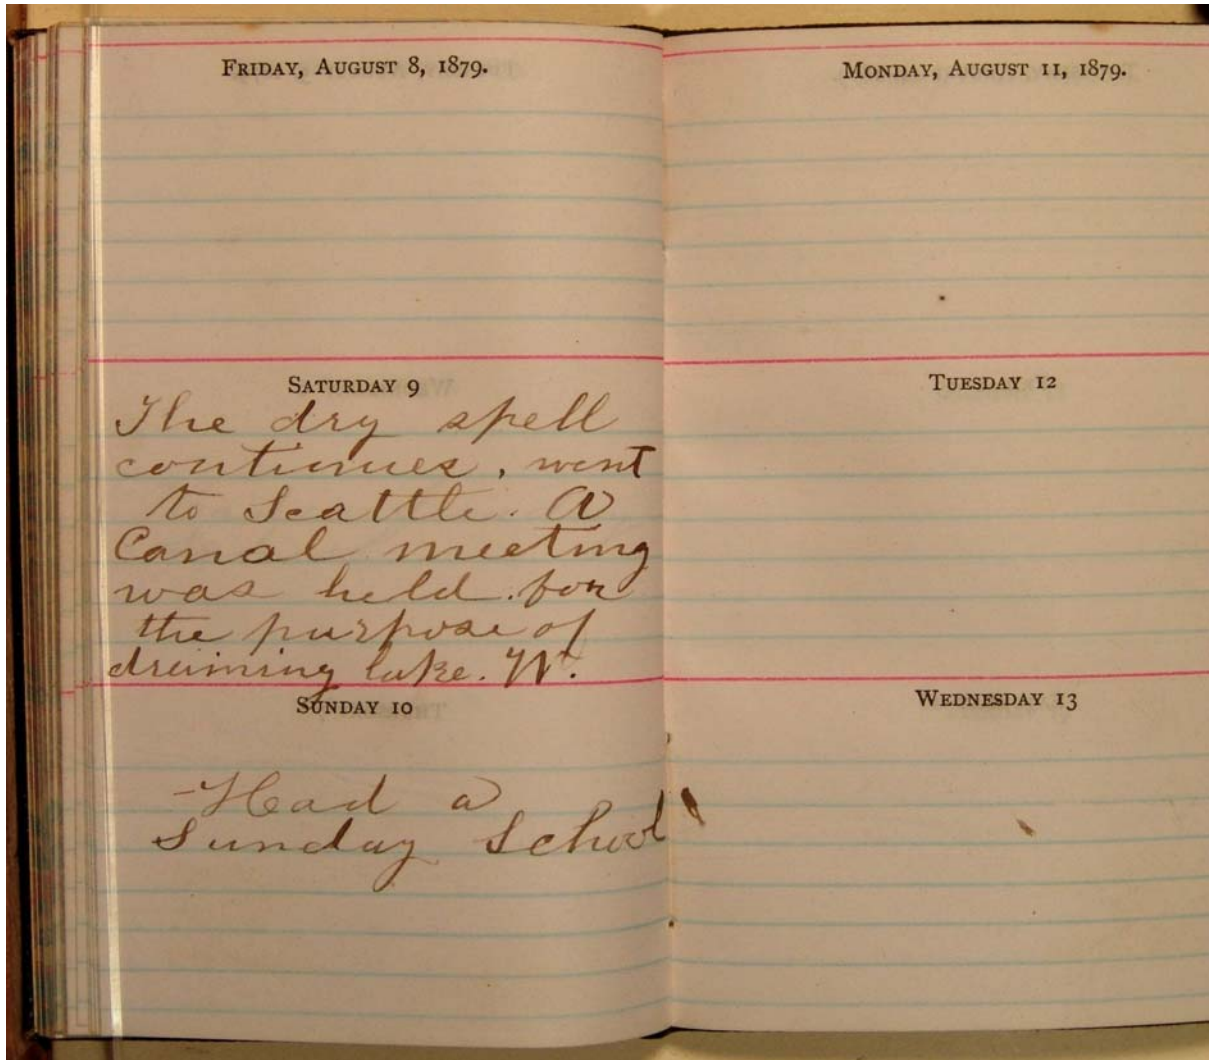 FRIDAY, AUGUST 8, 1879.
SATURDAY 9
The dry spell
continues, went
to Seattle. A
Canal meeting
was held for
the purpose of
draining lake. W.
SUNDAY 10
Had a
Sunday School
MONDAY, AUGUST 11, 1879.
TUESDAY 12
WEDNESDAY 13